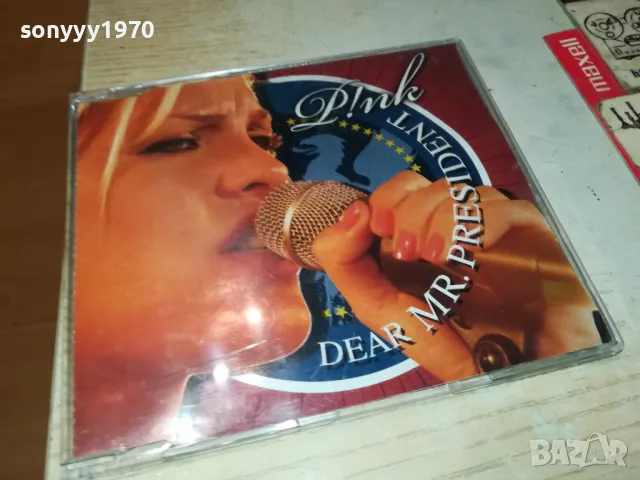 sonyyy1970
P!nk
DEAR MR. PRESIDENT
maxell
BAZAR